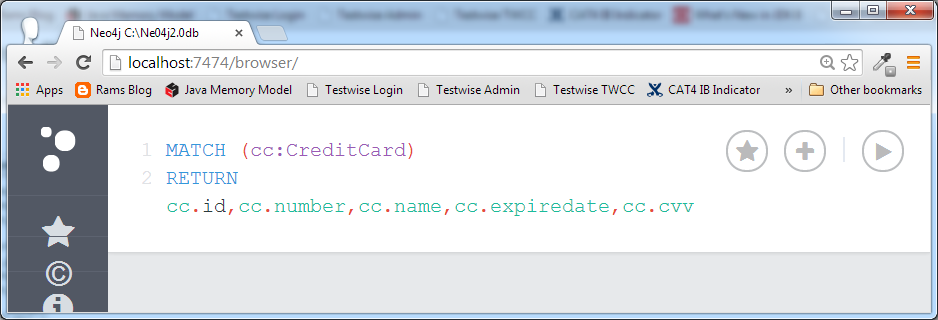 Neo4j C:\Ne04j2.0db
localhost:7474/browser/
Apps Rams Blog Java Memory Model Testwise Login Testwise Admin Testwise TWCC CAT4 IB Indicator » Other bookmarks
1 MATCH (cc:CreditCard)
2 RETURN
cc.id,cc.number,cc.name,cc.expiredate,cc.cvv